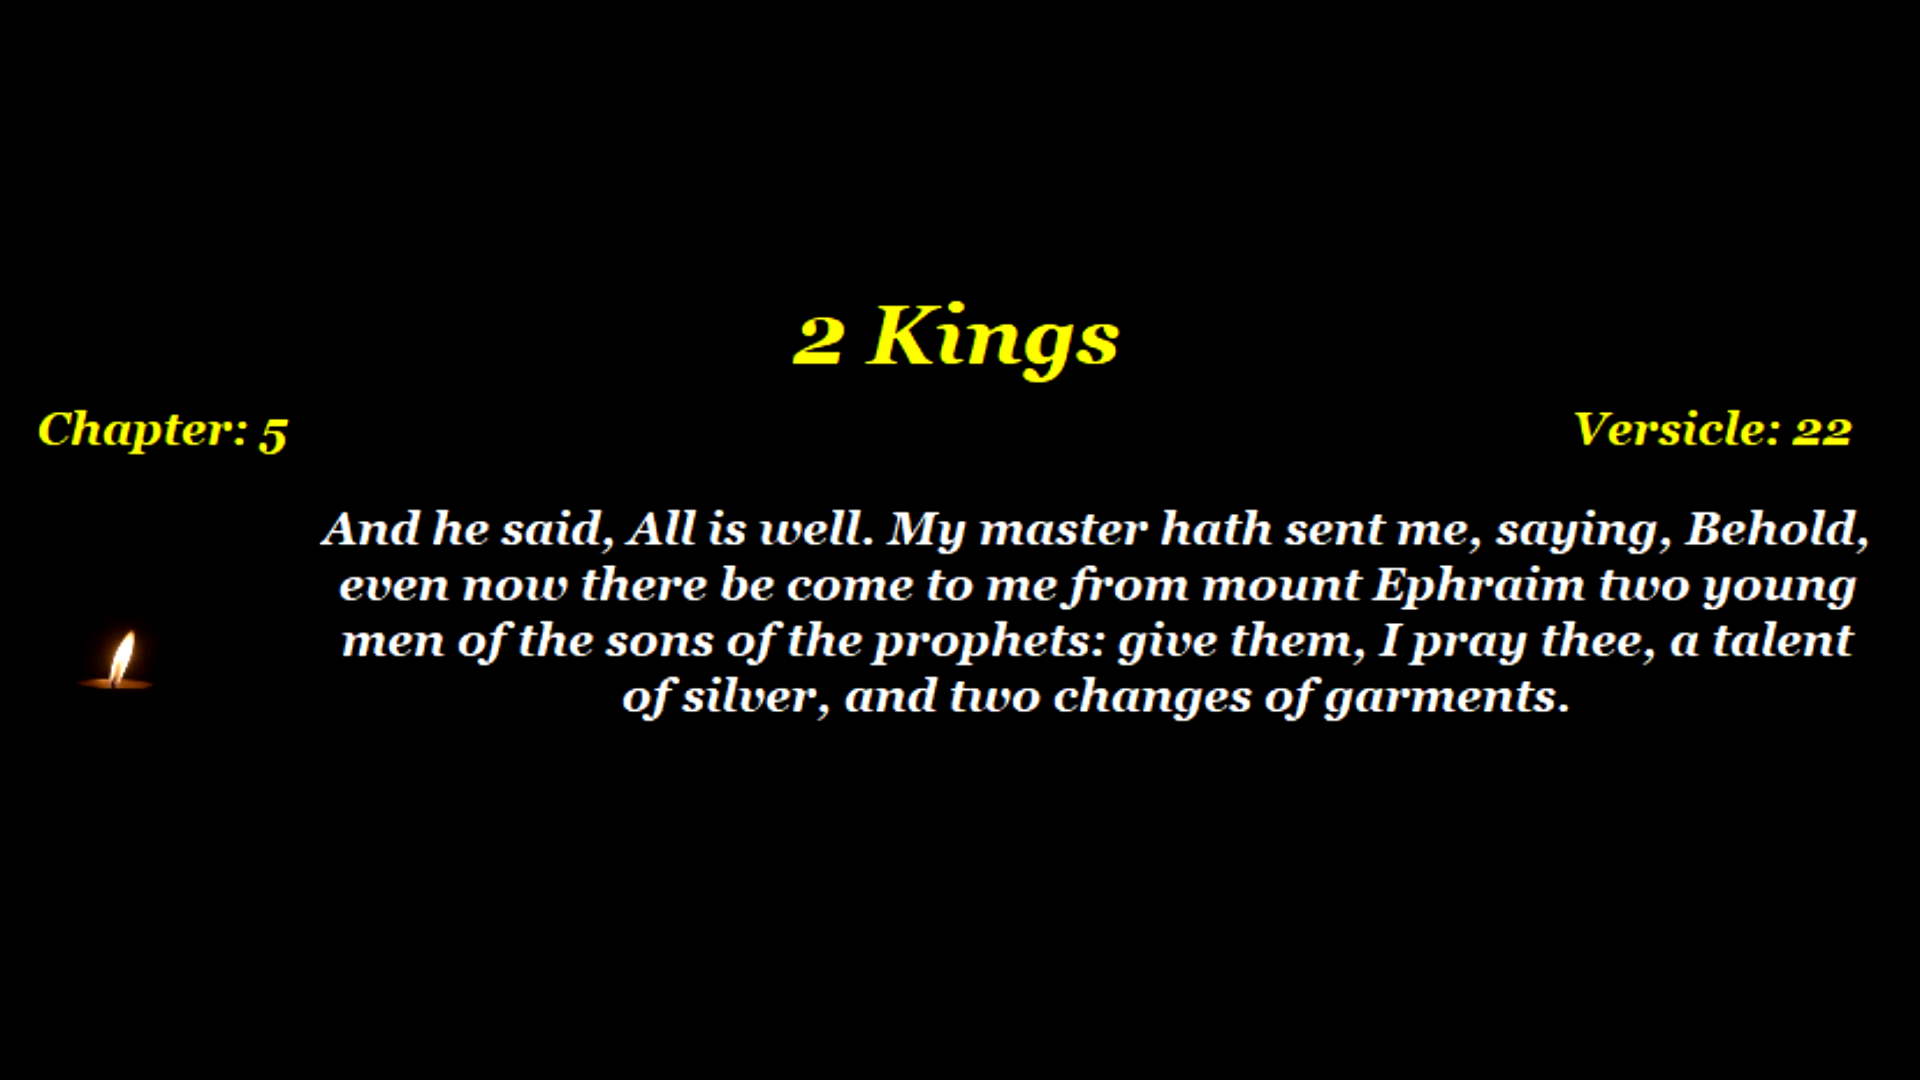 2 Kings
Chapter: 5
Versicle: 22
And he said, All is well. My master hath sent me, saying, Behold,
even now there be come to me from mount Ephraim two young
men of the sons of the prophets: give them, I pray thee, a talent
of silver, and two changes of garments.